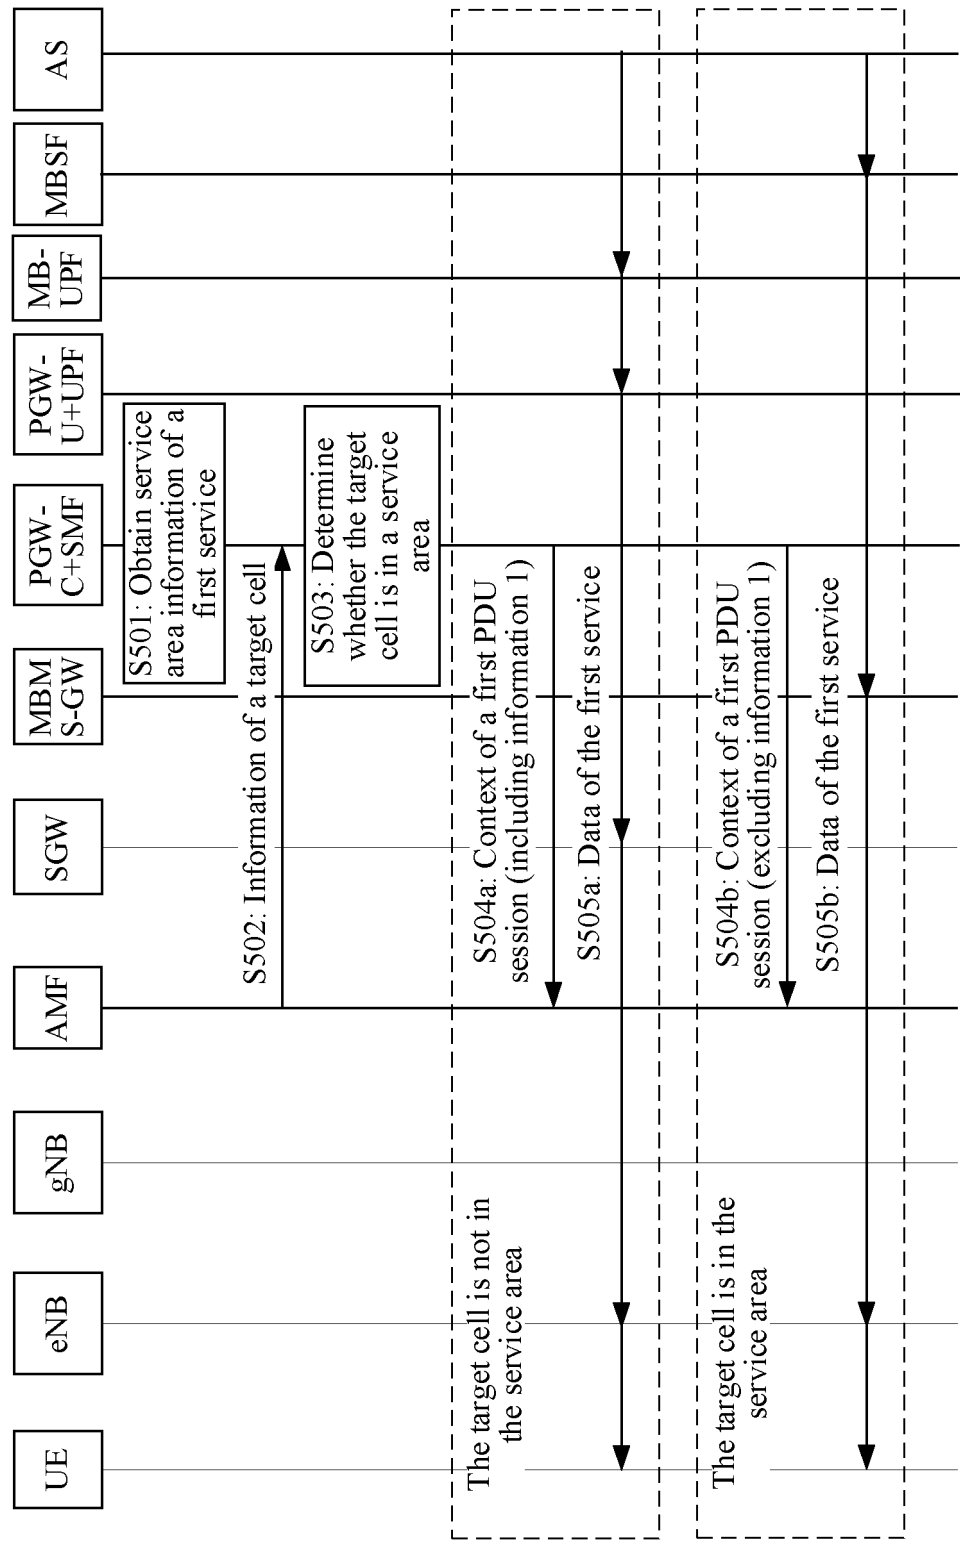 UE
eNB
gNB
AMF
SGW
MBM
S-GW
PGW-
C+SMF
PGW-
U+UPF
MB-
UPF
MBSF
AS
S501: Obtain service
area information of a
first service
S502: Information of a target cell
S503: Determine
whether the target
cell is in a service
area
The target cell is not in
the service area
S504a: Context of a first PDU
session (including information 1)
S505a: Data of the first service
The target cell is in the
service area
S504b: Context of a first PDU
session (excluding information 1)
S505b: Data of the first service